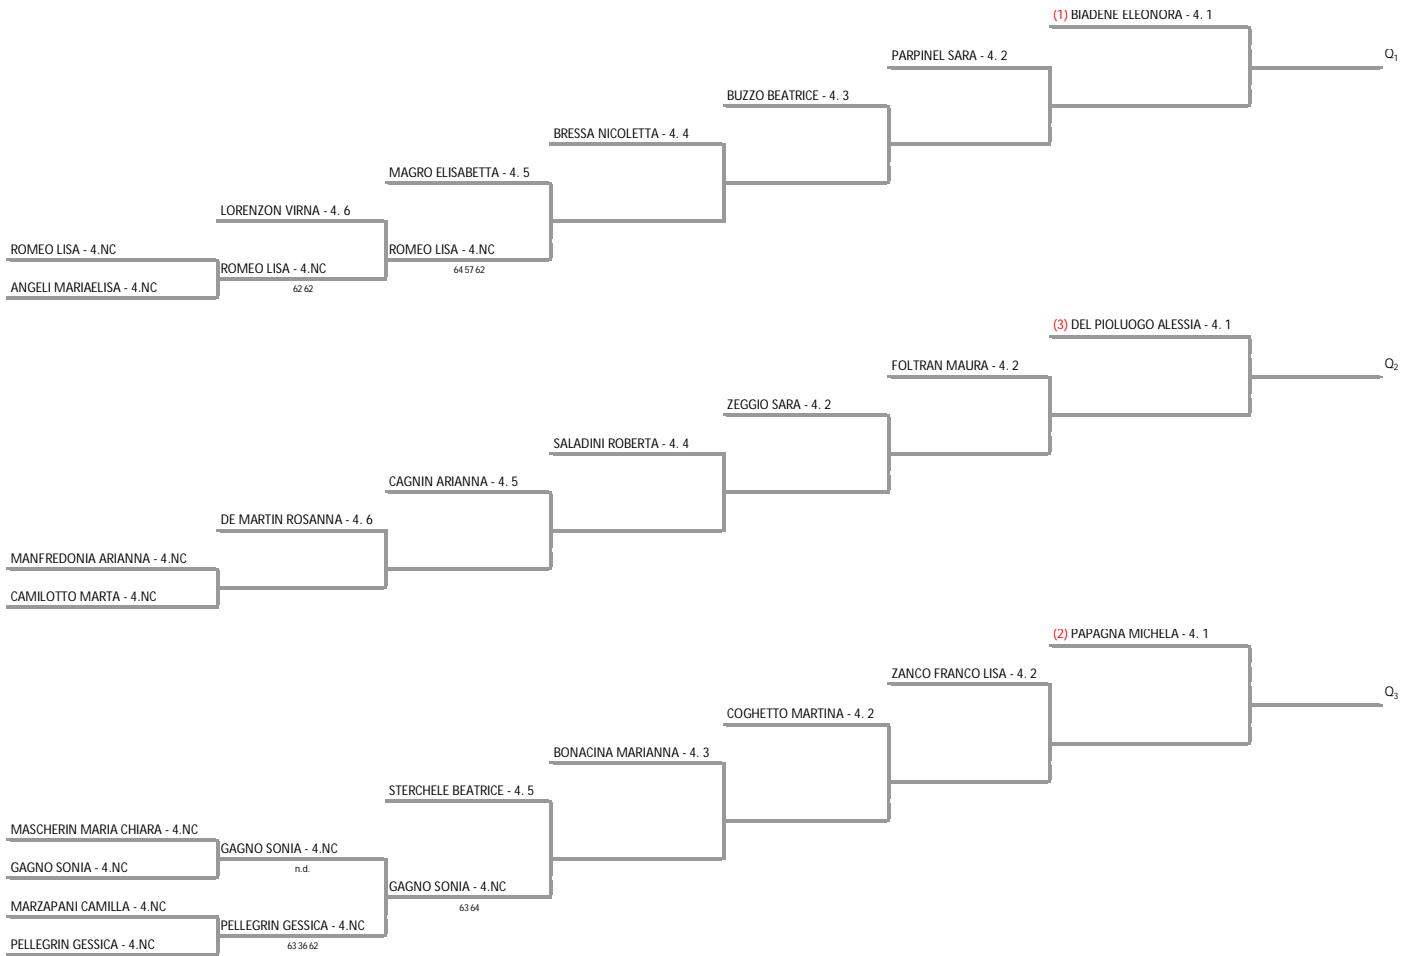 (1) BIADENE ELEONORA - 4. 1
PARPINEL SARA - 4. 2
Q1
BUZZO BEATRICE - 4. 3
BRESSA NICOLETTA - 4. 4
MAGRO ELISABETTA - 4. 5
LORENZON VIRNA - 4. 6
ROMEO LISA - 4.NC
ROMEO LISA - 4.NC
ROMEO LISA - 4.NC
64 57 62
ANGELI MARIAELISA - 4.NC
62 62
(3) DEL PIOLUOGO ALESSIA - 4. 1
FOLTRAN MAURA - 4. 2
Q2
ZEGGIO SARA - 4. 2
SALADINI ROBERTA - 4. 4
CAGNIN ARIANNA - 4. 5
DE MARTIN ROSANNA - 4. 6
MANFREDONIA ARIANNA - 4.NC
CAMILOTTO MARTA - 4.NC
(2) PAPAGNA MICHELA - 4. 1
ZANCO FRANCO LISA - 4. 2
Q3
COGHETTO MARTINA - 4. 2
BONACINA MARIANNA - 4. 3
STERCHELE BEATRICE - 4. 5
MASCHERIN MARIA CHIARA - 4.NC
GAGNO SONIA - 4.NC
GAGNO SONIA - 4.NC
n.d.
GAGNO SONIA - 4.NC
MARZAPANI CAMILLA - 4.NC
63 64
PELLEGRIN GESSICA - 4.NC
PELLEGRIN GESSICA - 4.NC
63 36 62